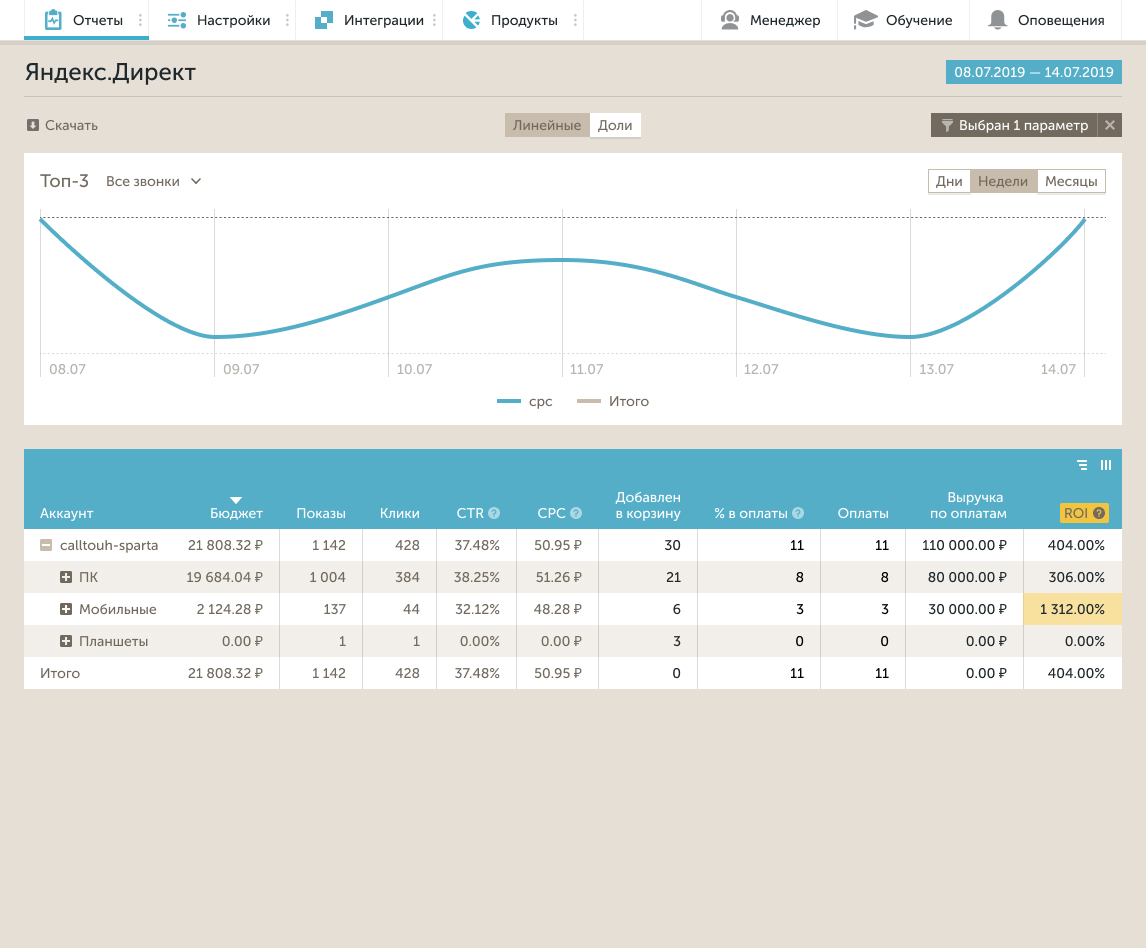 Отчеты
Настройки
Интеграции
Продукты
Менеджер
Обучение
Оповещения
Яндекс.Директ
08.07.2019 — 14.07.2019
Скачать
Линейные
Доли
Выбран 1 параметр
Топ-3
Все звонки
Дни
Недели
Месяцы
08.07
09.07
10.07
11.07
12.07
13.07
14.07
cpc
Итого
Аккаунт
Бюджет
Показы
Клики
CTR ?
CPC ?
Добавлен
в корзину
% в оплаты ?
Оплаты
Выручка
по оплатам
ROI ?
calltouh-sparta 21 808.32 ₽ 1 142 428 37.48% 50.95 ₽ 30 11 11 110 000.00 ₽ 404.00%
ПК 19 684.04 ₽ 1 004 384 38.25% 51.26 ₽ 21 8 8 80 000.00 ₽ 306.00%
Мобильные 2 124.28 ₽ 137 44 32.12% 48.28 ₽ 6 3 3 30 000.00 ₽ 1 312.00%
Планшеты 0.00 ₽ 1 1 0.00% 0.00 ₽ 3 0 0 0.00 ₽ 0.00%
Итого 21 808.32 ₽ 1 142 428 37.48% 50.95 ₽ 0 11 11 0.00 ₽ 404.00%